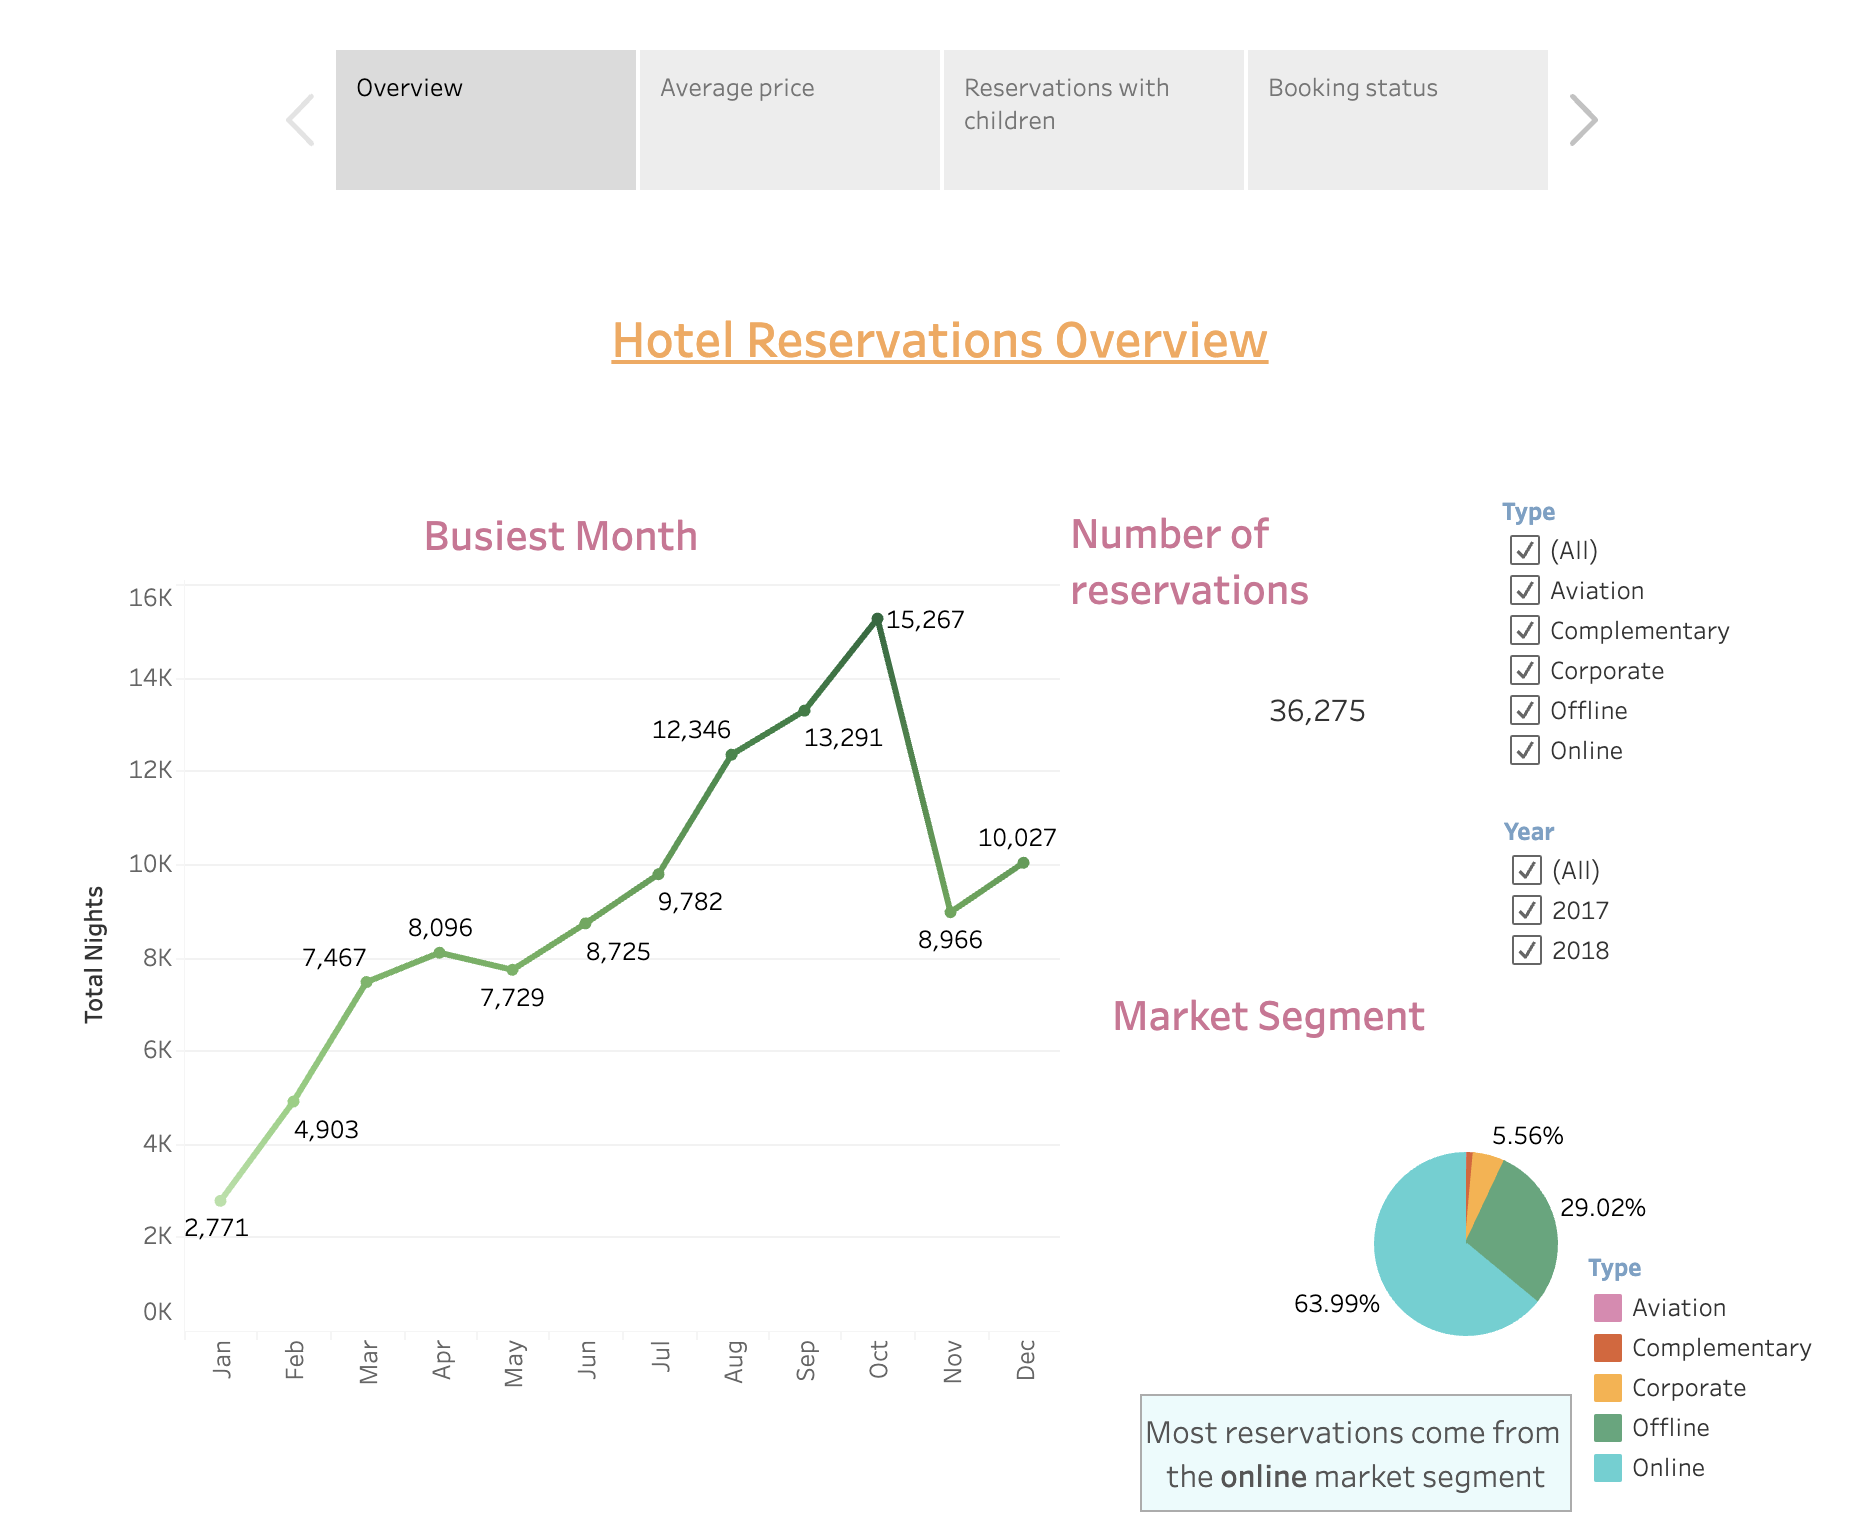 Overview
Average price
Reservations with
children
Booking status
Hotel Reservations Overview
Busiest Month
16K
14K
12K
10K
8K
6K
4K
2K
0K
Total Nights
2,771
4,903
7,467
8,096
7,729
8,725
9,782
12,346
13,291
15,267
8,966
10,027
Jan
Feb
Mar
Apr
May
Jun
Jul
Aug
Sep
Oct
Nov
Dec
Number of
reservations
36,275
Type
(All)
Aviation
Complementary
Corporate
Offline
Online
Year
(All)
2017
2018
Market Segment
5.56%
29.02%
63.99%
Type
Aviation
Complementary
Corporate
Offline
Online
Most reservations come from
the online market segment